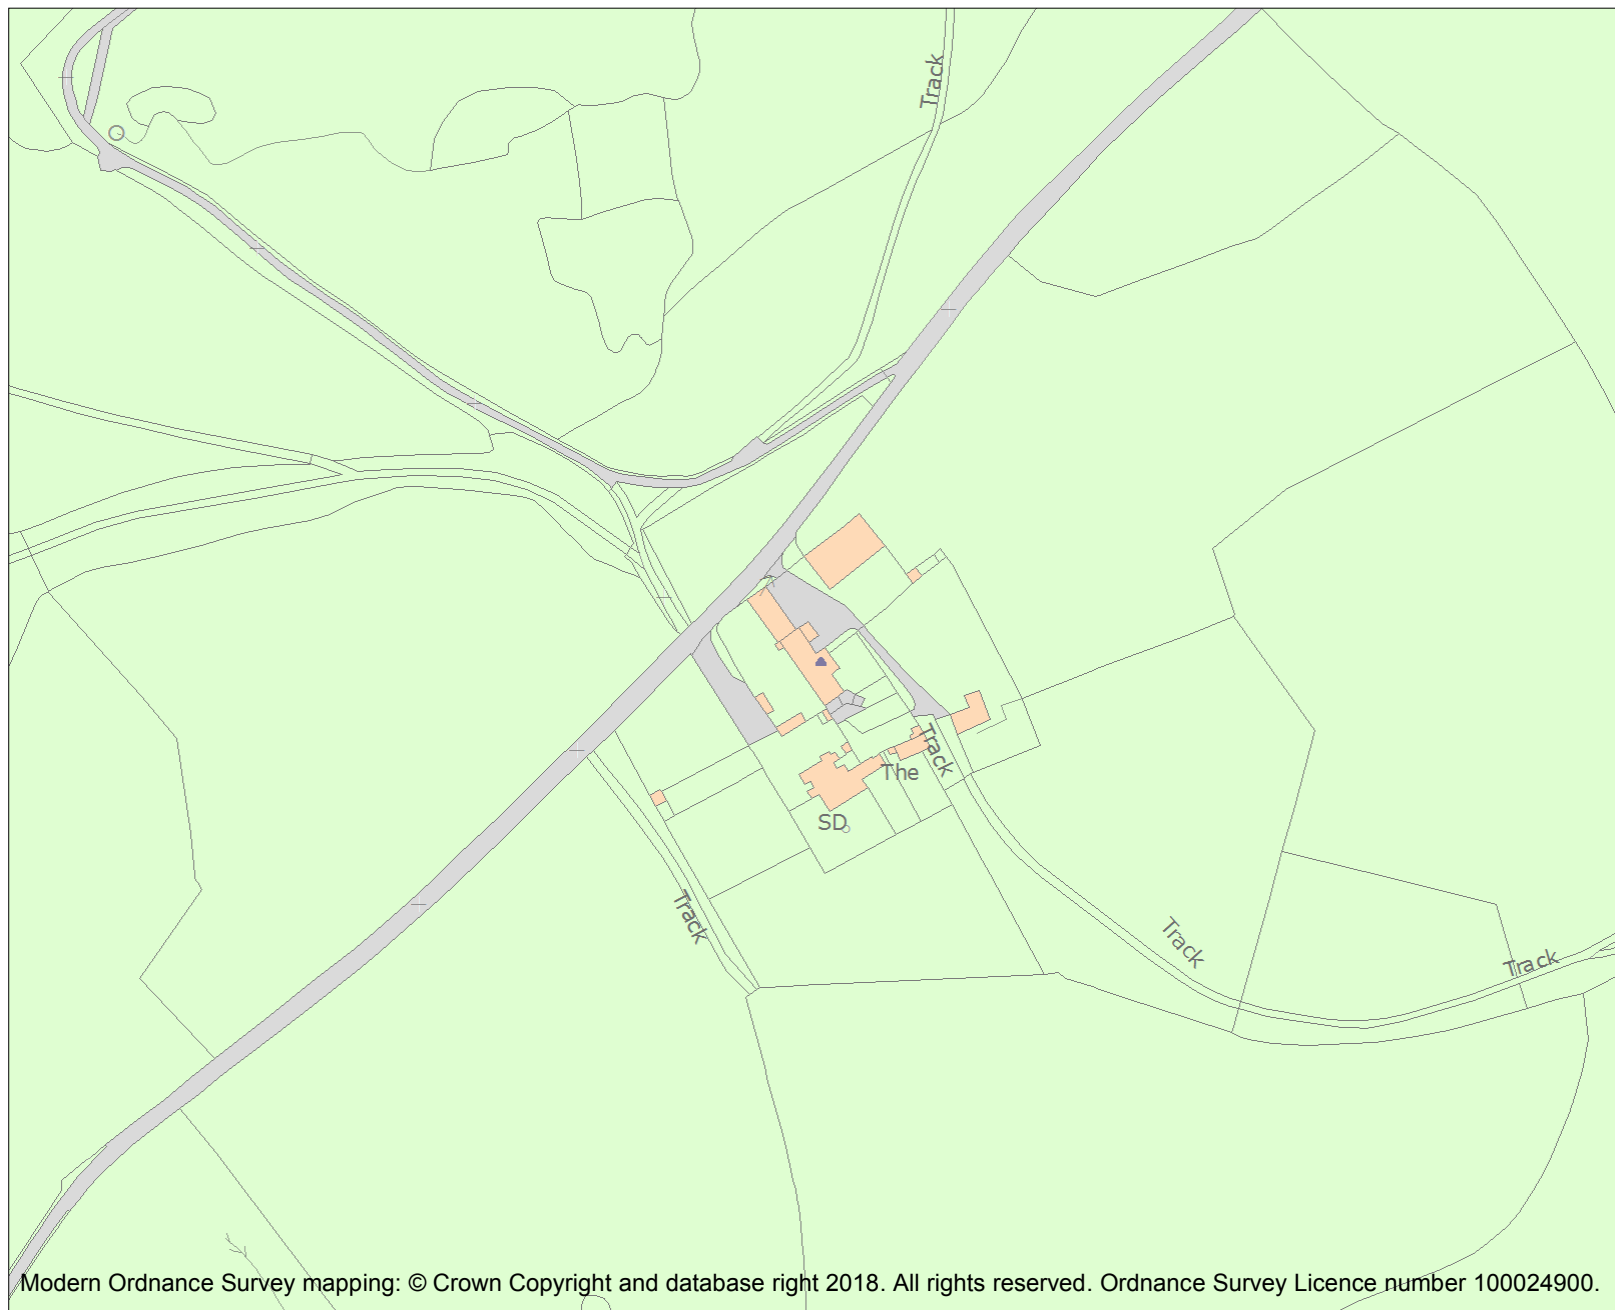 Track
Track
The
SD
Track
Track
Track
Modern Ordnance Survey mapping: © Crown Copyright and database right 2018. All rights reserved. Ordnance Survey Licence number 100024900.